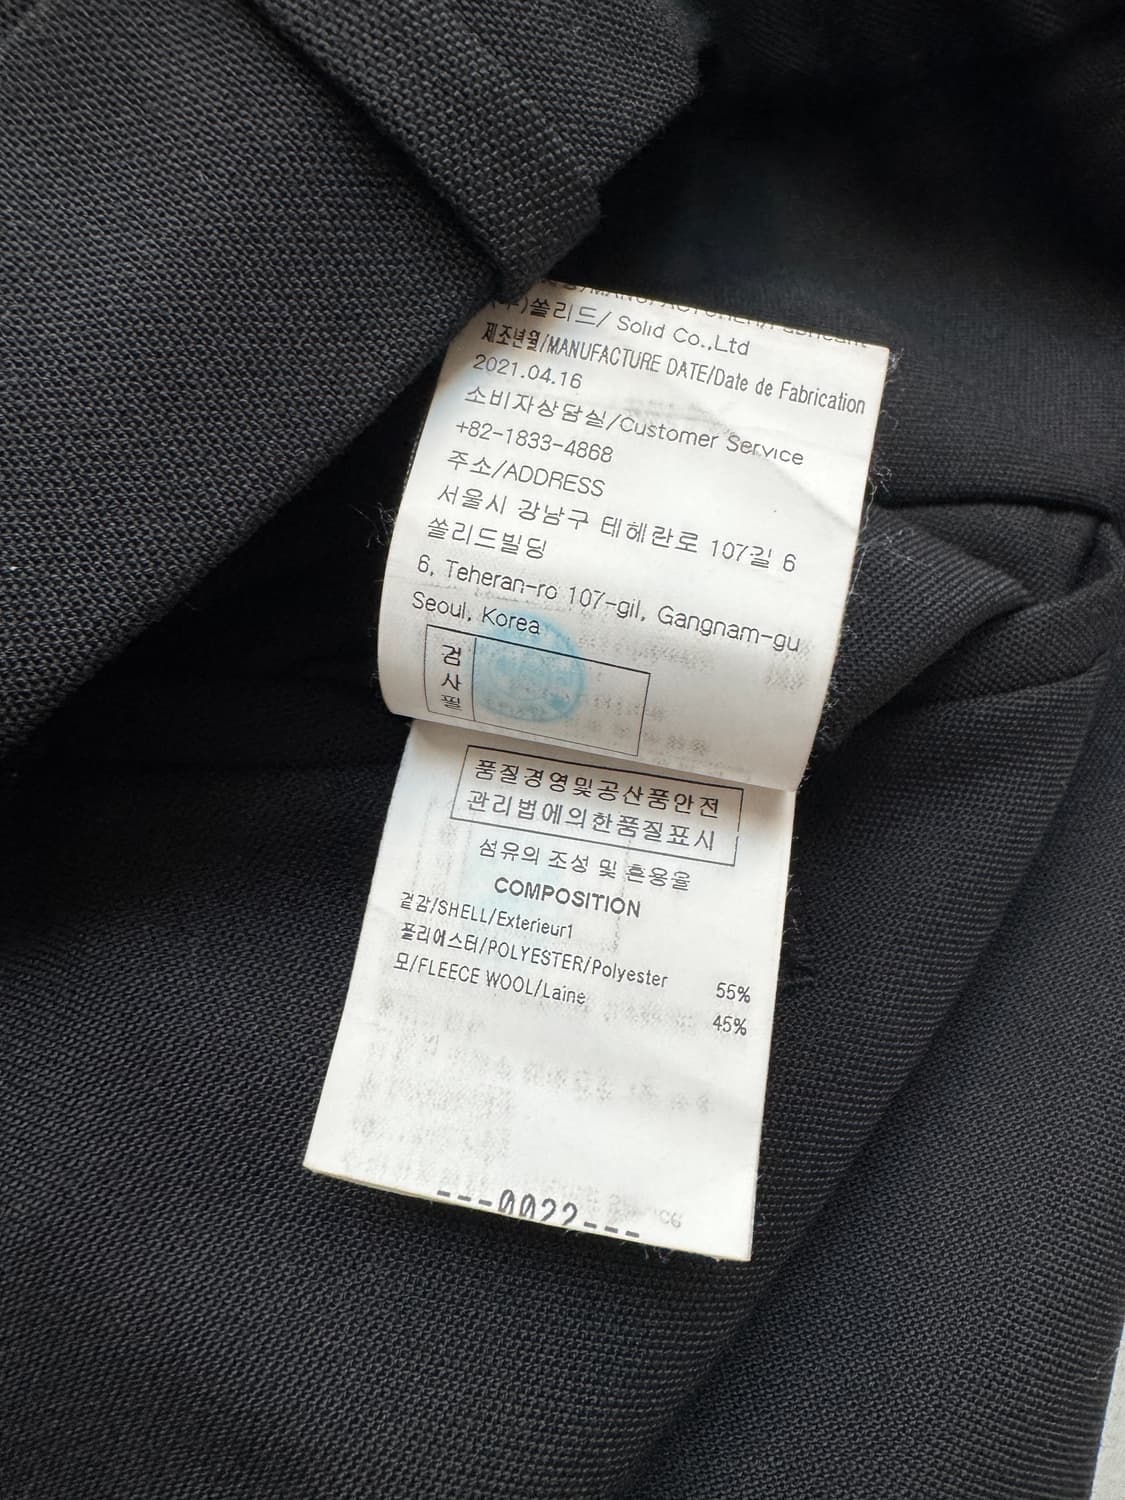 (주)쏠리드/ Solid Co.,Ltd
제조년월/MANUFACTURE DATE/Date de Fabrication
2021.04.16
소비자상담실/Customer Service
+82-1833-4868
주소/ADDRESS
서울시 강남구 테헤란로 107길 6
쏠리드빌딩
6, Teheran-ro 107-gil, Gangnam-gu
Seoul, Korea
검사필
품질경영및공산품안전
관리법에의한품질표시
섬유의 조성 및 혼용율
COMPOSITION
겉감/SHELL/Exterieur1
폴리에스터/POLYESTER/Polyester 55%
모/FLEECE WOOL/Laine 45%
---0022---